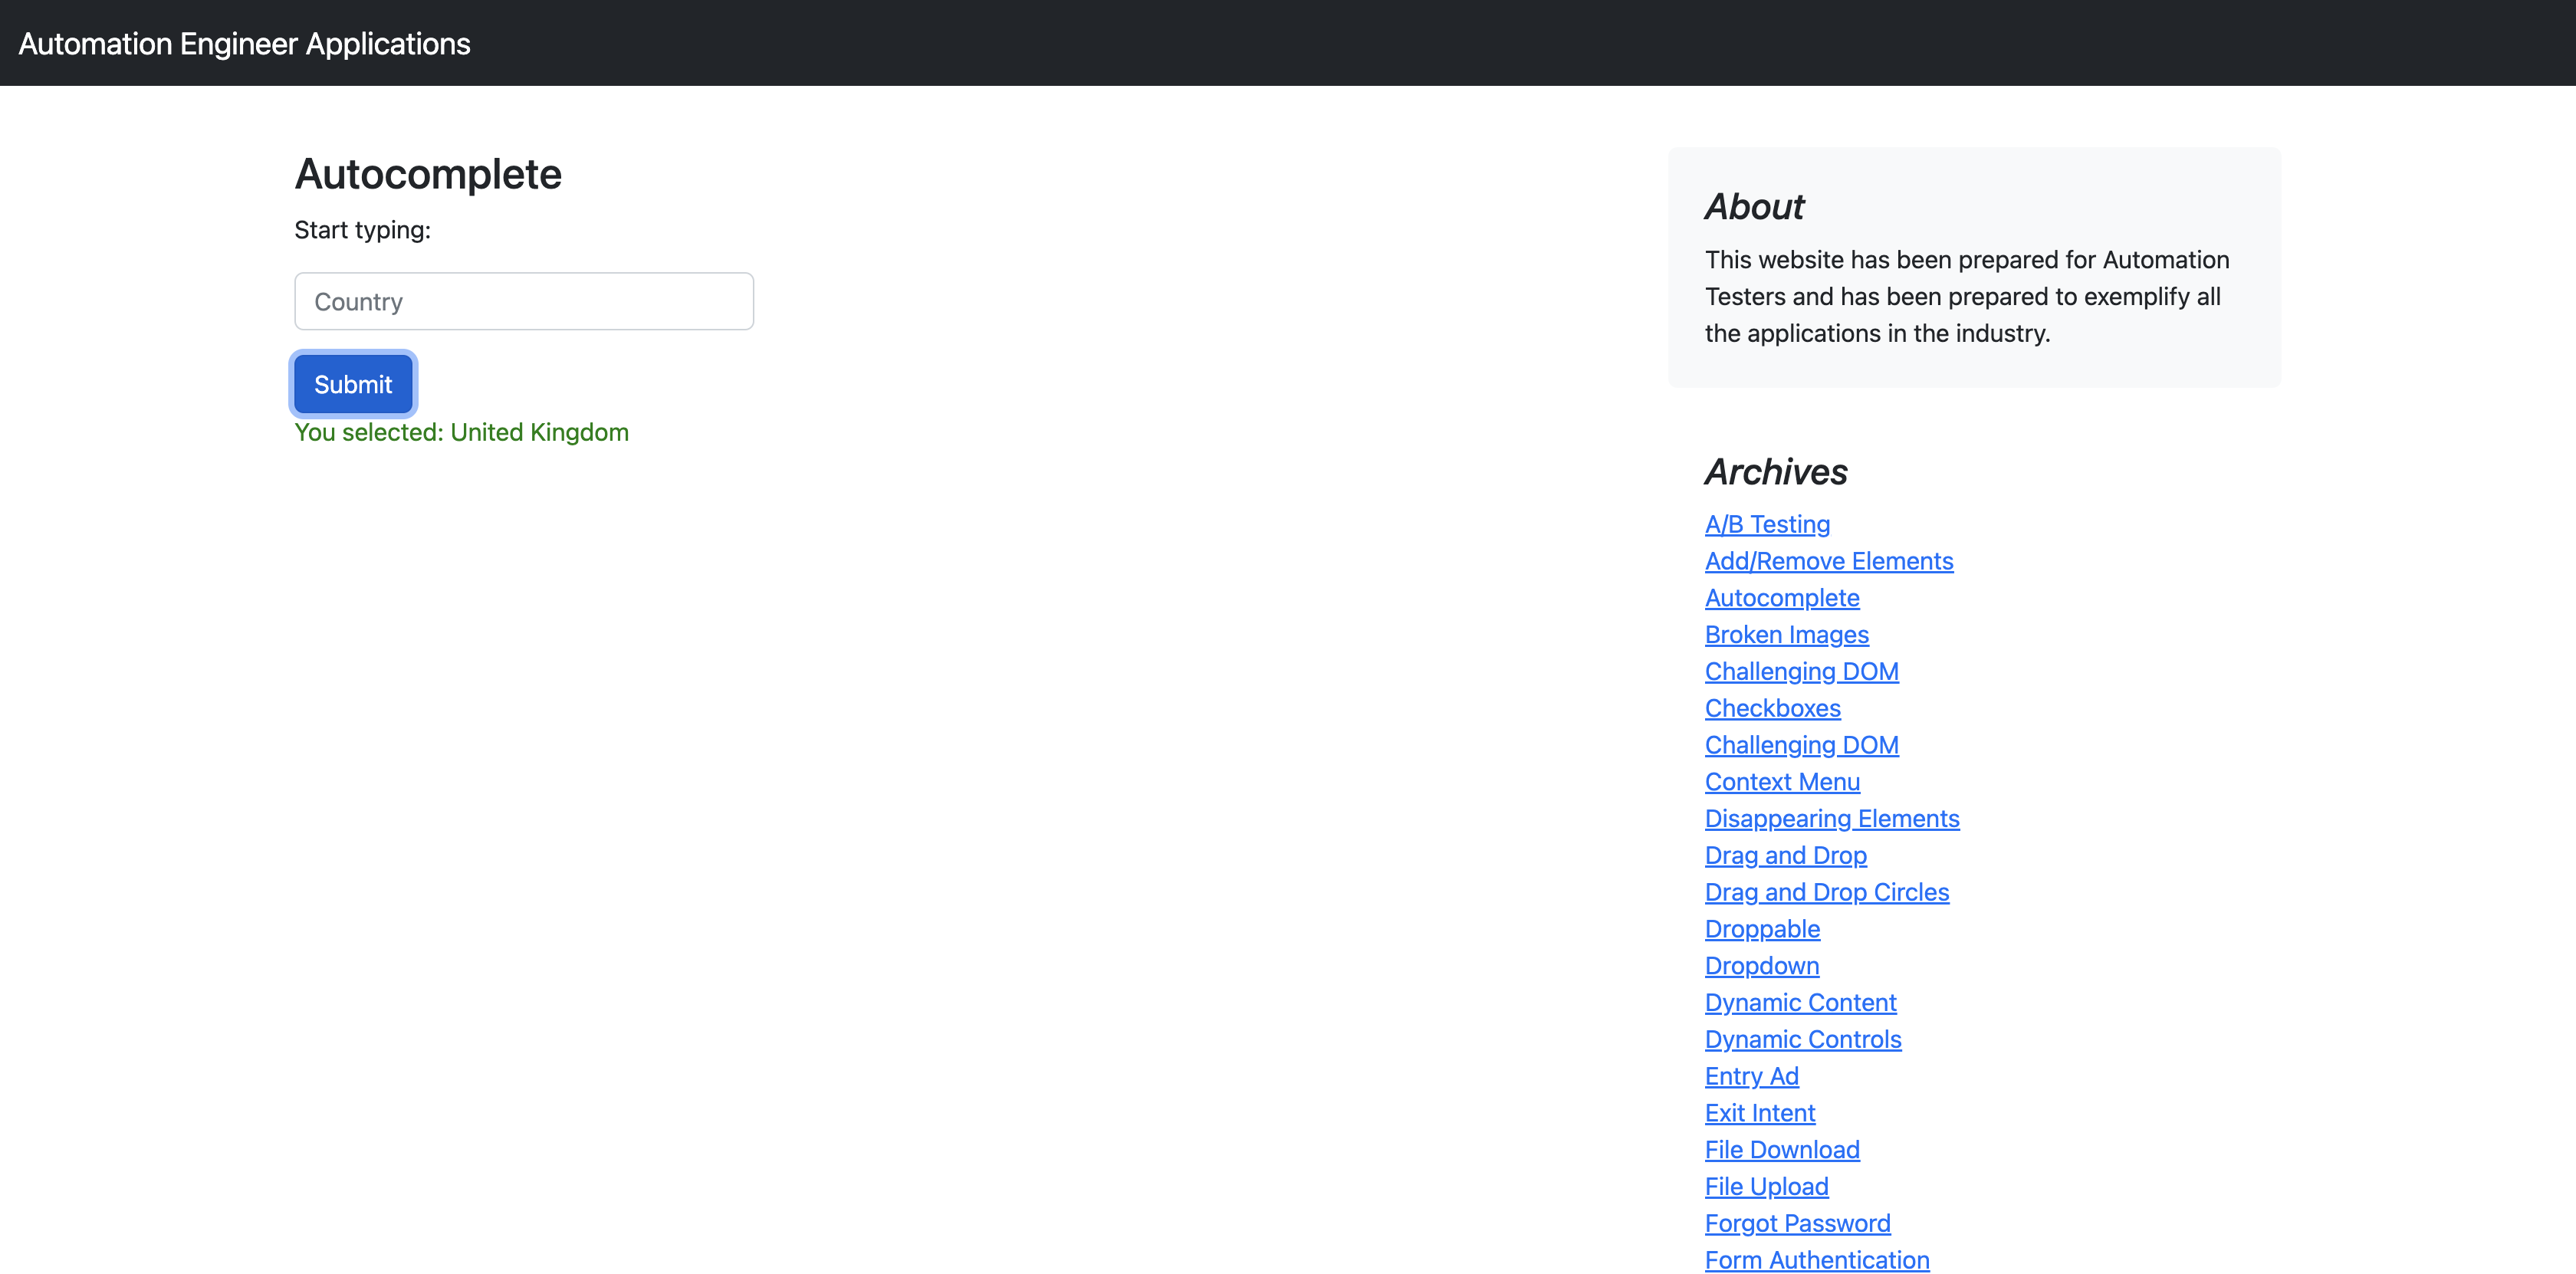 Automation Engineer Applications
Autocomplete
Start typing:
Country
Submit
You selected: United Kingdom
About
This website has been prepared for Automation
Testers and has been prepared to exemplify all
the applications in the industry.
Archives
A/B Testing
Add/Remove Elements
Autocomplete
Broken Images
Challenging DOM
Checkboxes
Challenging DOM
Context Menu
Disappearing Elements
Drag and Drop
Drag and Drop Circles
Droppable
Dropdown
Dynamic Content
Dynamic Controls
Entry Ad
Exit Intent
File Download
File Upload
Forgot Password
Form Authentication